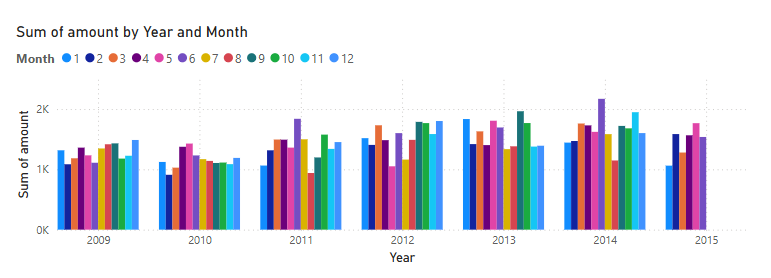 Sum of amount by Year and Month
Month 1 2 3 4 5 6 7 8 9 10 11 12
Sum of amount
2K
1K
0K
2009 2010 2011 2012 2013 2014 2015
Year